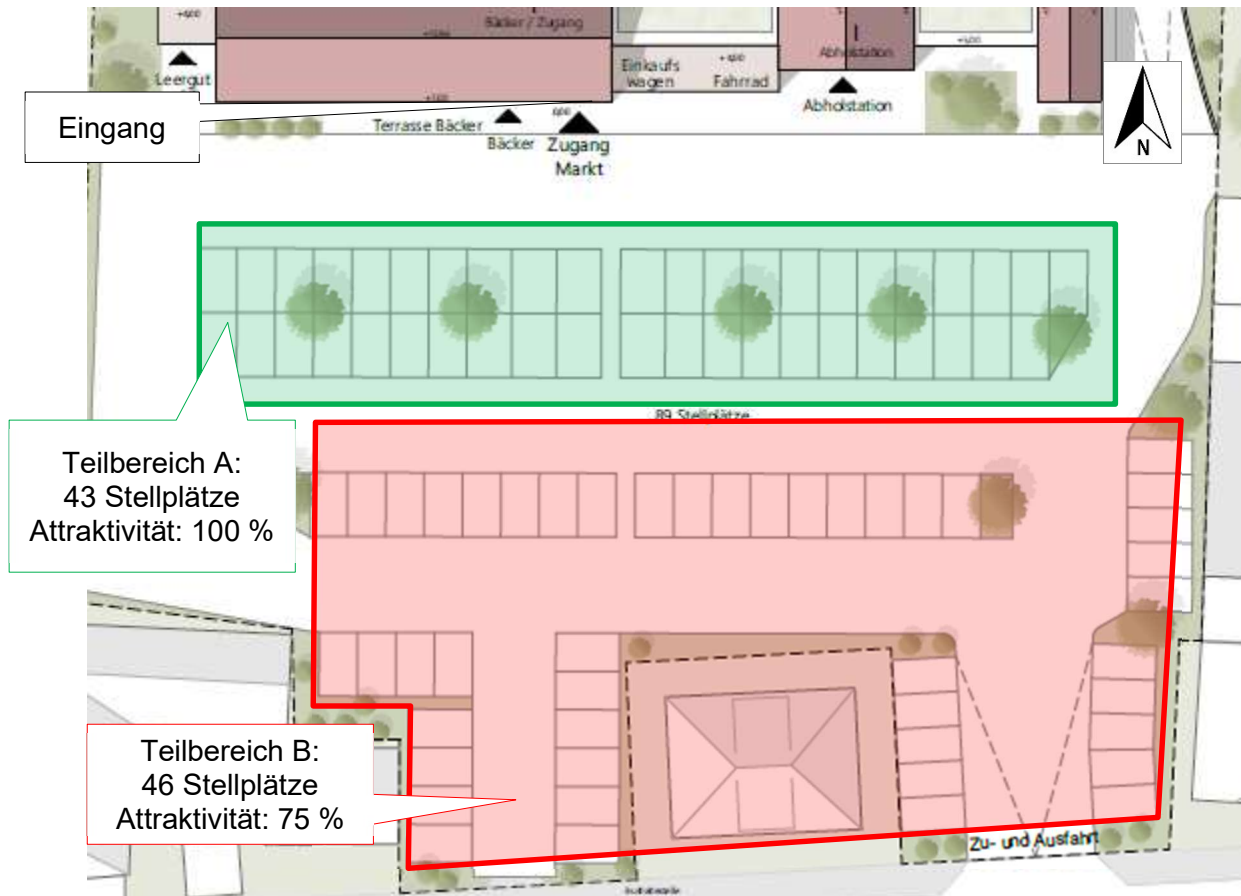 Bäcker / Zugang
Leergut
Einkaufs
wagen
Fahrrad
Abholstation
Abholstation
Eingang
Terrasse Bäcker
Bäcker
Zugang
Markt
N
89 Stellplätze
Teilbereich A:
43 Stellplätze
Attraktivität: 100 %
Teilbereich B:
46 Stellplätze
Attraktivität: 75 %
Zu- und Ausfahrt